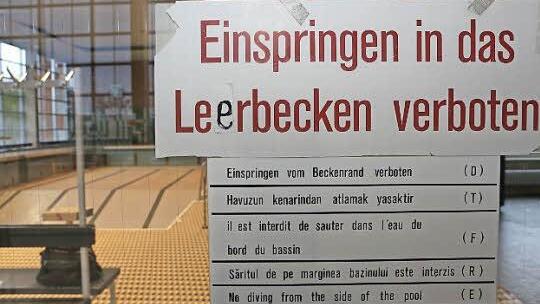 Einspringen in das
Leerbecken verboten
Einspringen vom Beckenrand verboten (D)
Havuzun kenarindan atlamak yasaktir (T)
il est interdit de sauter dans l'eau du
bord du bassin (F)
Săritul de pe marginea bazinului este interzis (R)
No diving from the side of the pool (E)